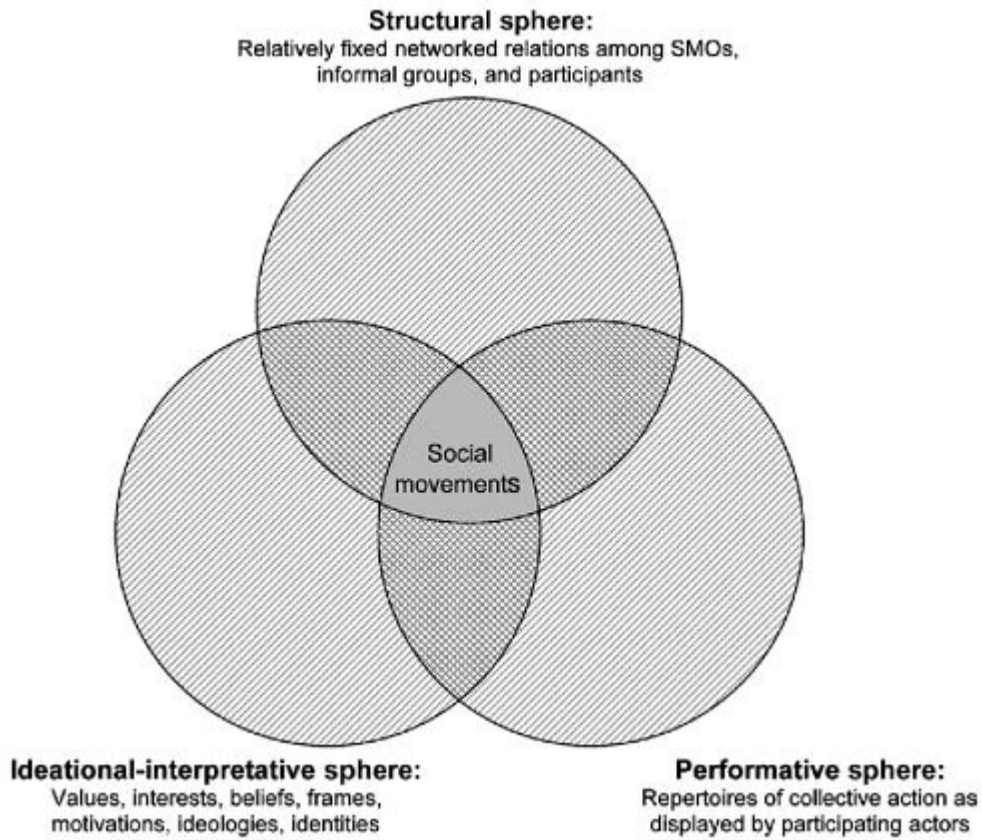 Structural sphere:
Relatively fixed networked relations among SMOs,
informal groups, and participants
Social
movements
Ideational-interpretative sphere:
Values, interests, beliefs, frames,
motivations, ideologies, identities
Performative sphere:
Repertoires of collective action as
displayed by participating actors